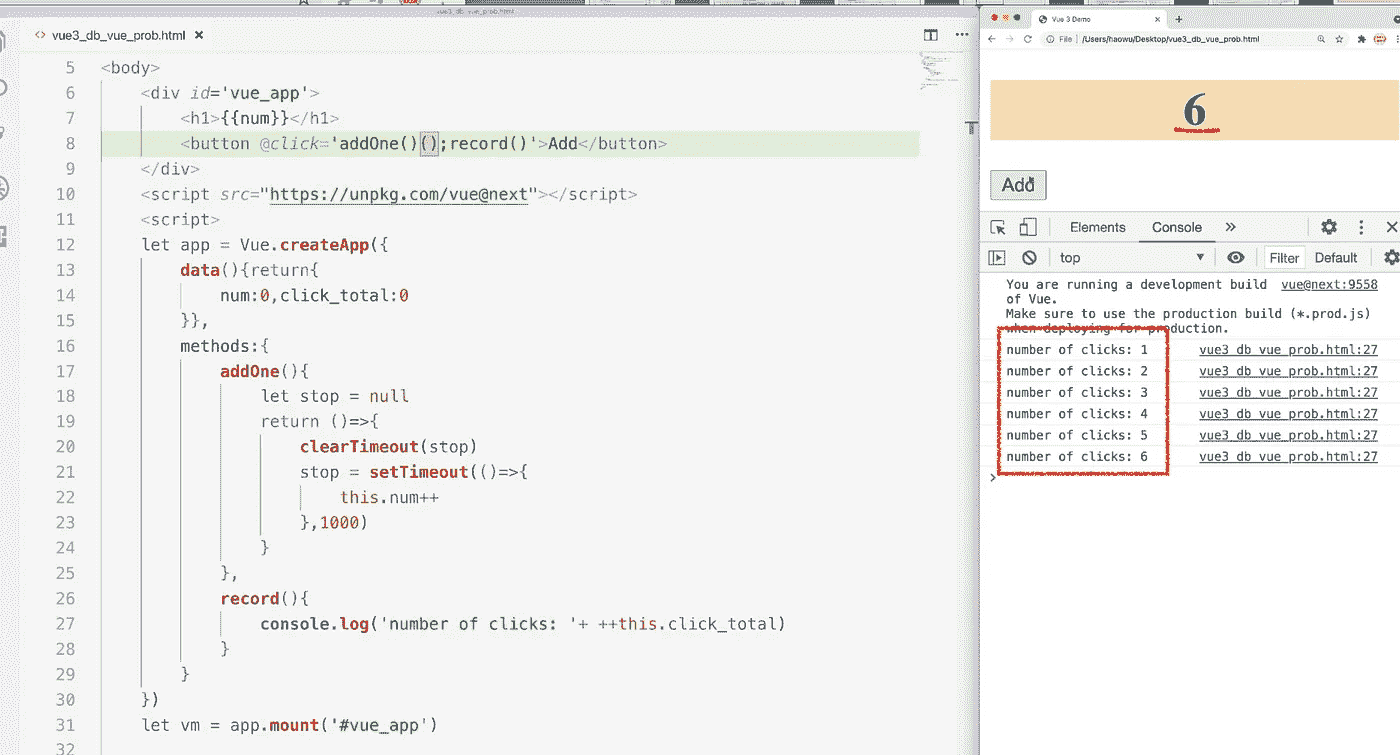 vue3_db_vue_prob.html
<> vue3_db_vue_prob.html ×
5 <body>
6 <div id='vue_app'>
7 <h1>{{num}}</h1>
8 <button @click='addOne()();record()'>Add</button>
9 </div>
10 <script src="https://unpkg.com/vue@next"></script>
11 <script>
12 let app = Vue.createApp({
13 data(){return{
14 num:0,click_total:0
15 }},
16 methods:{
17 addOne(){
18 let stop = null
19 return ()=>{
20 clearTimeout(stop)
21 stop = setTimeout(()=>{
22 this.num++
23 },1000)
24 }
25 },
26 record(){
27 console.log('number of clicks: '+ ++this.click_total)
28 }
29 }
30 })
31 let vm = app.mount('#vue_app')
32
Vue 3 Demo
File | /Users/haowu/Desktop/vue3_db_vue_prob.html
6
Add
Elements Console »
top Filter Default
You are running a development build vue@next:9558
of Vue.
Make sure to use the production build (*.prod.js)
when deploying for production.
number of clicks: 1 vue3_db_vue_prob.html:27
number of clicks: 2 vue3_db_vue_prob.html:27
number of clicks: 3 vue3_db_vue_prob.html:27
number of clicks: 4 vue3_db_vue_prob.html:27
number of clicks: 5 vue3_db_vue_prob.html:27
number of clicks: 6 vue3_db_vue_prob.html:27
>